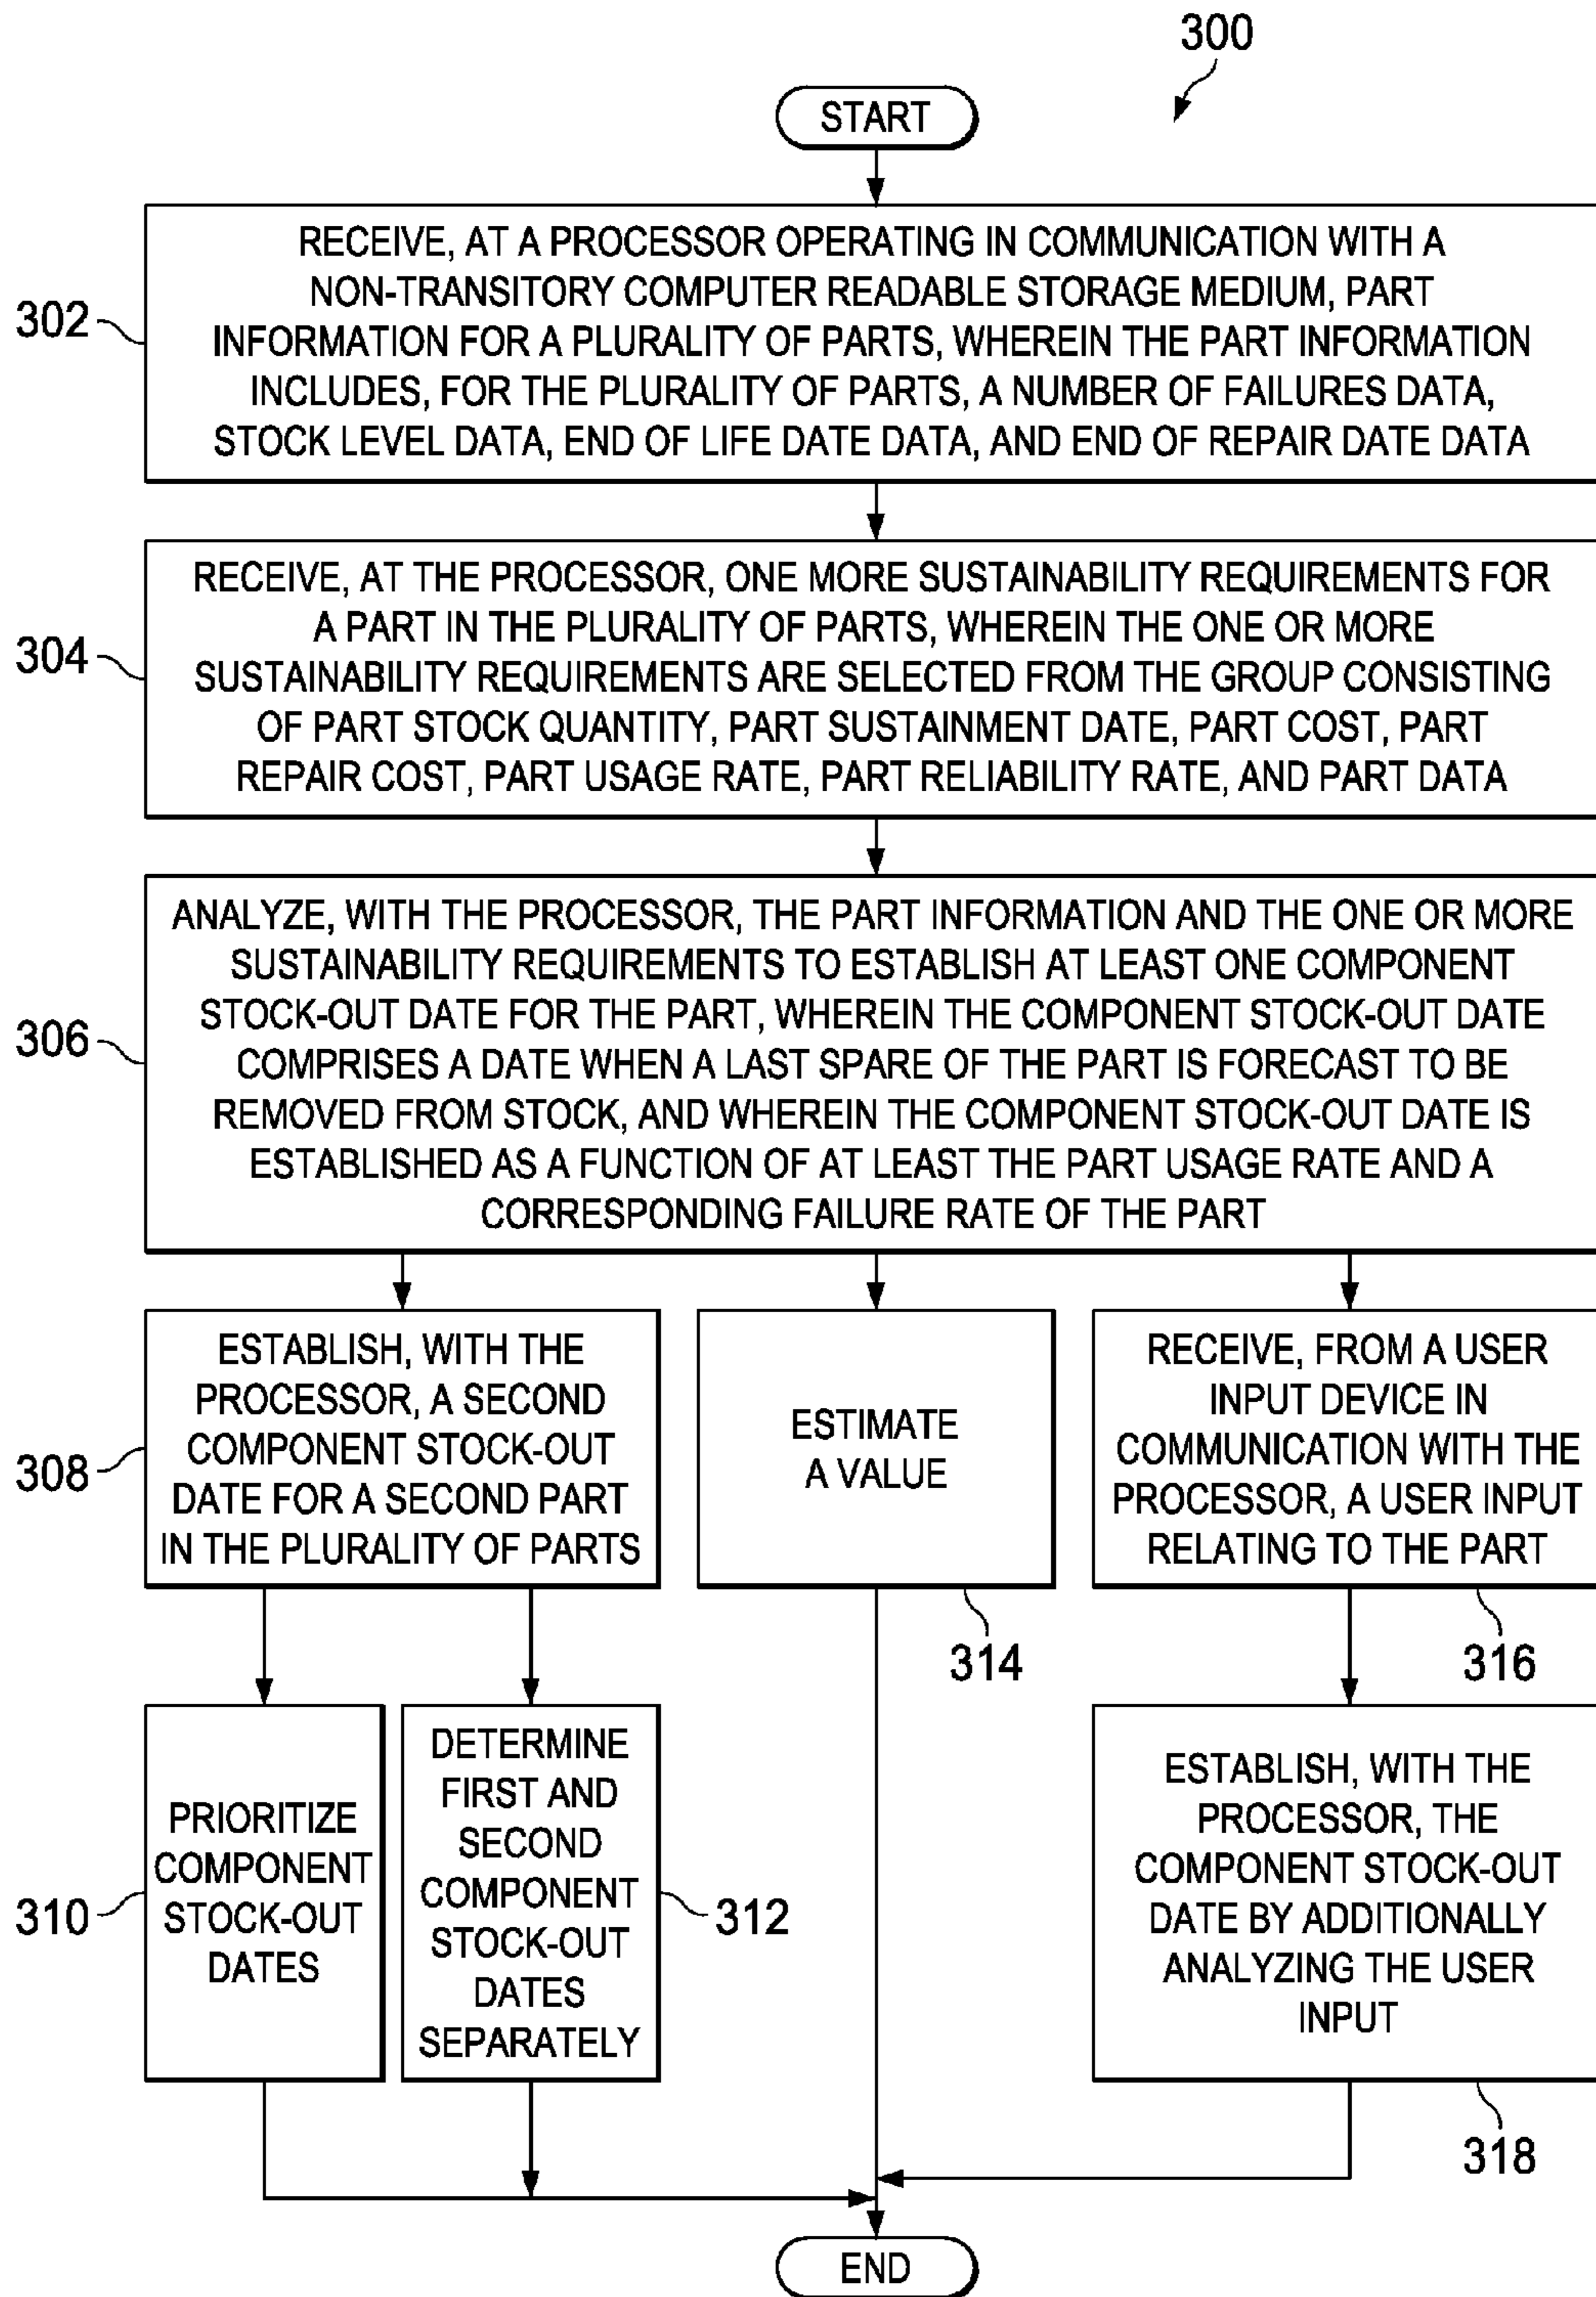 300
START
302
RECEIVE, AT A PROCESSOR OPERATING IN COMMUNICATION WITH A
NON-TRANSITORY COMPUTER READABLE STORAGE MEDIUM, PART
INFORMATION FOR A PLURALITY OF PARTS, WHEREIN THE PART INFORMATION
INCLUDES, FOR THE PLURALITY OF PARTS, A NUMBER OF FAILURES DATA,
STOCK LEVEL DATA, END OF LIFE DATE DATA, AND END OF REPAIR DATE DATA
304
RECEIVE, AT THE PROCESSOR, ONE MORE SUSTAINABILITY REQUIREMENTS FOR
A PART IN THE PLURALITY OF PARTS, WHEREIN THE ONE OR MORE
SUSTAINABILITY REQUIREMENTS ARE SELECTED FROM THE GROUP CONSISTING
OF PART STOCK QUANTITY, PART SUSTAINMENT DATE, PART COST, PART
REPAIR COST, PART USAGE RATE, PART RELIABILITY RATE, AND PART DATA
306
ANALYZE, WITH THE PROCESSOR, THE PART INFORMATION AND THE ONE OR MORE
SUSTAINABILITY REQUIREMENTS TO ESTABLISH AT LEAST ONE COMPONENT
STOCK-OUT DATE FOR THE PART, WHEREIN THE COMPONENT STOCK-OUT DATE
COMPRISES A DATE WHEN A LAST SPARE OF THE PART IS FORECAST TO BE
REMOVED FROM STOCK, AND WHEREIN THE COMPONENT STOCK-OUT DATE IS
ESTABLISHED AS A FUNCTION OF AT LEAST THE PART USAGE RATE AND A
CORRESPONDING FAILURE RATE OF THE PART
308
ESTABLISH, WITH THE
PROCESSOR, A SECOND
COMPONENT STOCK-OUT
DATE FOR A SECOND PART
IN THE PLURALITY OF PARTS
ESTIMATE
A VALUE
314
RECEIVE, FROM A USER
INPUT DEVICE IN
COMMUNICATION WITH THE
PROCESSOR, A USER INPUT
RELATING TO THE PART
316
310
PRIORITIZE
COMPONENT
STOCK-OUT
DATES
DETERMINE
FIRST AND
SECOND
COMPONENT
STOCK-OUT
DATES
SEPARATELY
312
ESTABLISH, WITH THE
PROCESSOR, THE
COMPONENT STOCK-OUT
DATE BY ADDITIONALLY
ANALYZING THE USER
INPUT
318
END